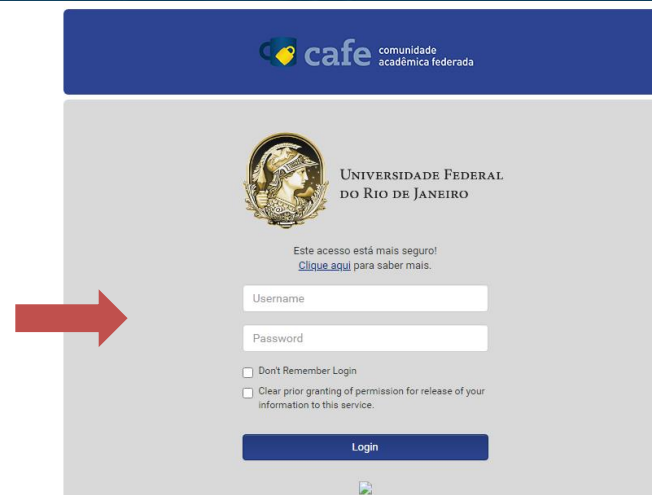 cafe
comunidade
acadêmica federada
UNIVERSIDADE FEDERAL
DO RIO DE JANEIRO
Este acesso está mais seguro!
Clique aqui para saber mais.
Username
Password
Don't Remember Login
Clear prior granting of permission for release of your
information to this service.
Login